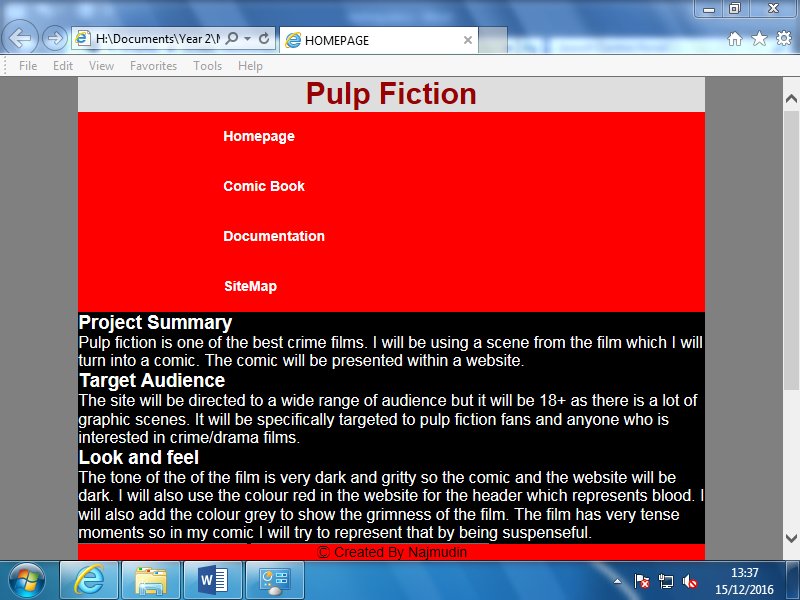 H:\Documents\Year 2\
HOMEPAGE
File Edit View Favorites Tools Help
Pulp Fiction
Homepage
Comic Book
Documentation
SiteMap
Project Summary
Pulp fiction is one of the best crime films. I will be using a scene from the film which I will
turn into a comic. The comic will be presented within a website.
Target Audience
The site will be directed to a wide range of audience but it will be 18+ as there is a lot of
graphic scenes. It will be specifically targeted to pulp fiction fans and anyone who is
interested in crime/drama films.
Look and feel
The tone of the of the film is very dark and gritty so the comic and the website will be
dark. I will also use the colour red in the website for the header which represents blood. I
will also add the colour grey to show the grimness of the film. The film has very tense
moments so in my comic I will try to represent that by being suspenseful.
© Created By Najmudin
13:37
15/12/2016